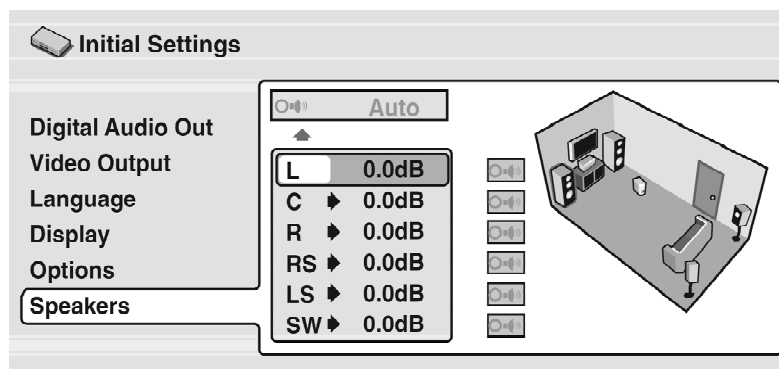 Initial Settings
Digital Audio Out
Video Output
Language
Display
Options
Speakers
Auto
L 0.0dB
C 0.0dB
R 0.0dB
RS 0.0dB
LS 0.0dB
SW 0.0dB